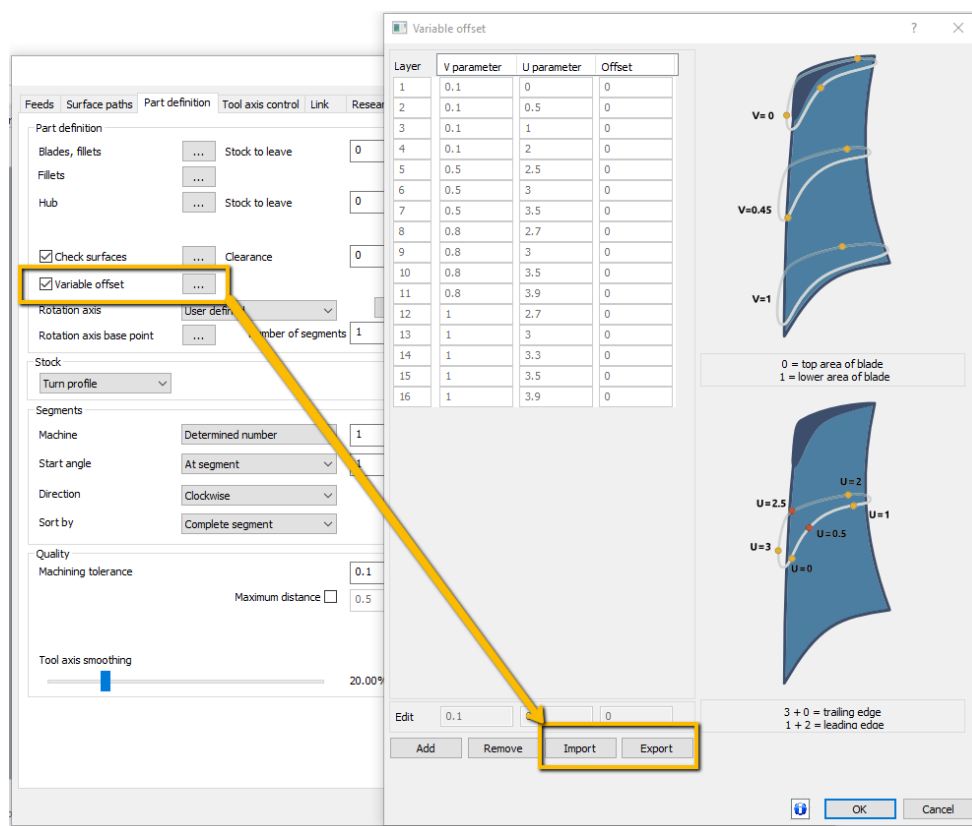 Variable offset
?
Feeds Surface paths Part definition Tool axis control Link
Part definition
Blades, fillets ... Stock to leave 0
Fillets ...
Hub ... Stock to leave 0
Check surfaces ... Clearance 0
Variable offset ...
Rotation axis User
Rotation axis base point ... of segments 1
Stock
Turn profile
Segments
Machine Determined number 1
Start angle At segment 1
Direction Clockwise
Sort by Complete segment
Quality
Machining tolerance 0.1
Maximum distance 0.5
Tool axis smoothing
20.00%
Layer V parameter U parameter Offset
1 0.1 0 0
2 0.1 0.5 0
3 0.1 1 0
4 0.1 2 0
5 0.5 2.5 0
6 0.5 3 0
7 0.5 3.5 0
8 0.8 2.7 0
9 0.8 3 0
10 0.8 3.5 0
11 0.8 3.9 0
12 1 2.7 0
13 1 3 0
14 1 3.3 0
15 1 3.5 0
16 1 3.9 0
Edit 0.1 0
Add Remove Import Export
V= 0
V=0.45
V=1
0 = top area of blade
1 = lower area of blade
U=2
U=2.5
U=1
U=0.5
U=3
U=0
3 + 0 = trailing edge
1 + 2 = leading edge
OK Cancel